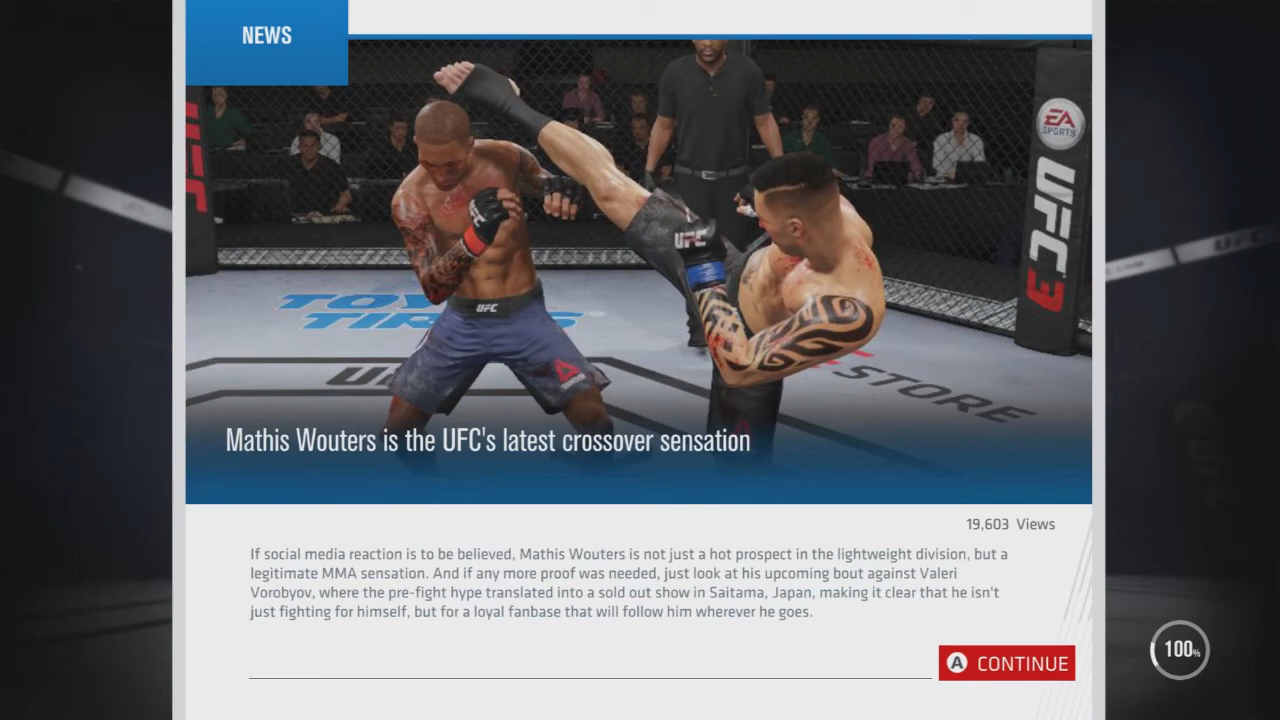 NEWS
EA
SPORTS
UFC 3
UFC
UFC
TOYO
TIRES
STORE
Mathis Wouters is the UFC's latest crossover sensation
19,603 Views
If social media reaction is to be believed, Mathis Wouters is not just a hot prospect in the lightweight division, but a
legitimate MMA sensation. And if any more proof was needed, just look at his upcoming bout against Valeri
Vorobyov, where the pre-fight hype translated into a sold out show in Saitama, Japan, making it clear that he isn't
just fighting for himself, but for a loyal fanbase that will follow him wherever he goes.
A CONTINUE
100%